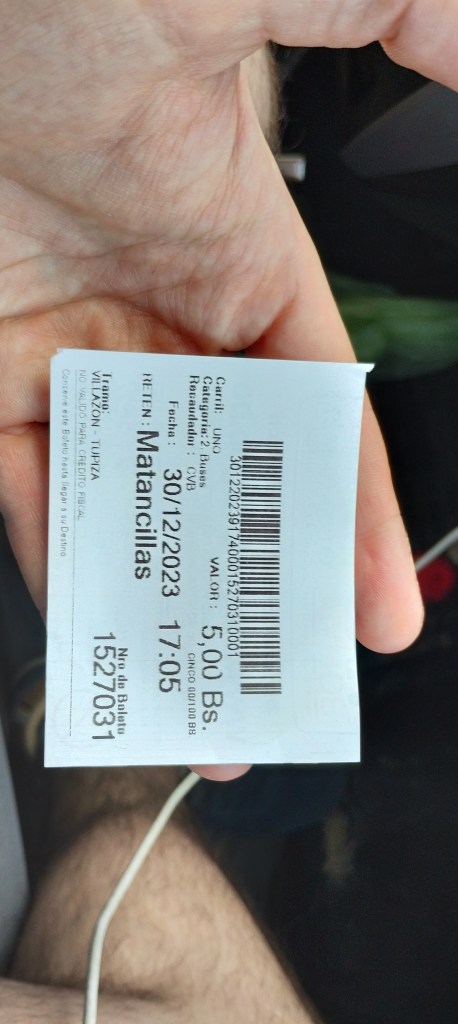 30122023917400015270310001
Carril: UNO
Categoria: 2. Buses
Recaudador: CVB
VALOR: 5,00 Bs.
CINCO 00/100 BS
Fecha: 30/12/2023 17:05
RETEN: Matancillas
Nro de Boleto
1527031
Tramo:
VILLAZON - TUPIZA
NO VALIDO PARA CREDITO FISCAL
Conserve este Boleto hasta llegar a su Destino